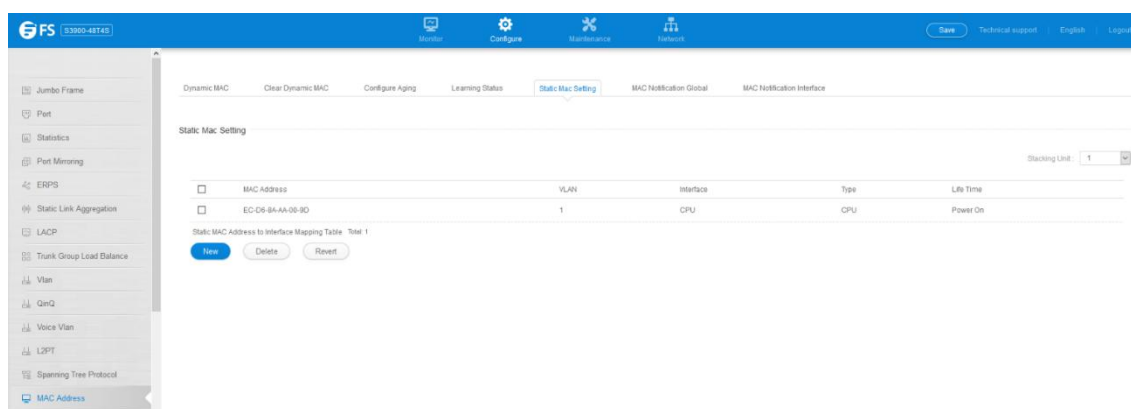 FS S3900-48T4S
Monitor Configure Maintenance Network
Save Technical support English Logout
Jumbo Frame
Port
Statistics
Port Mirroring
ERPS
Static Link Aggregation
LACP
Trunk Group Load Balance
Vlan
QinQ
Voice Vlan
L2PT
Spanning Tree Protocol
MAC Address
Dynamic MAC Clear Dynamic MAC Configure Aging Learning Status Static Mac Setting MAC Notification Global MAC Notification Interface
Static Mac Setting
Stacking Unit: 1
MAC Address VLAN Interface Type Life Time
EC-D6-8A-AA-00-9D 1 CPU CPU Power On
Static MAC Address to Interface Mapping Table Total: 1
New Delete Revert